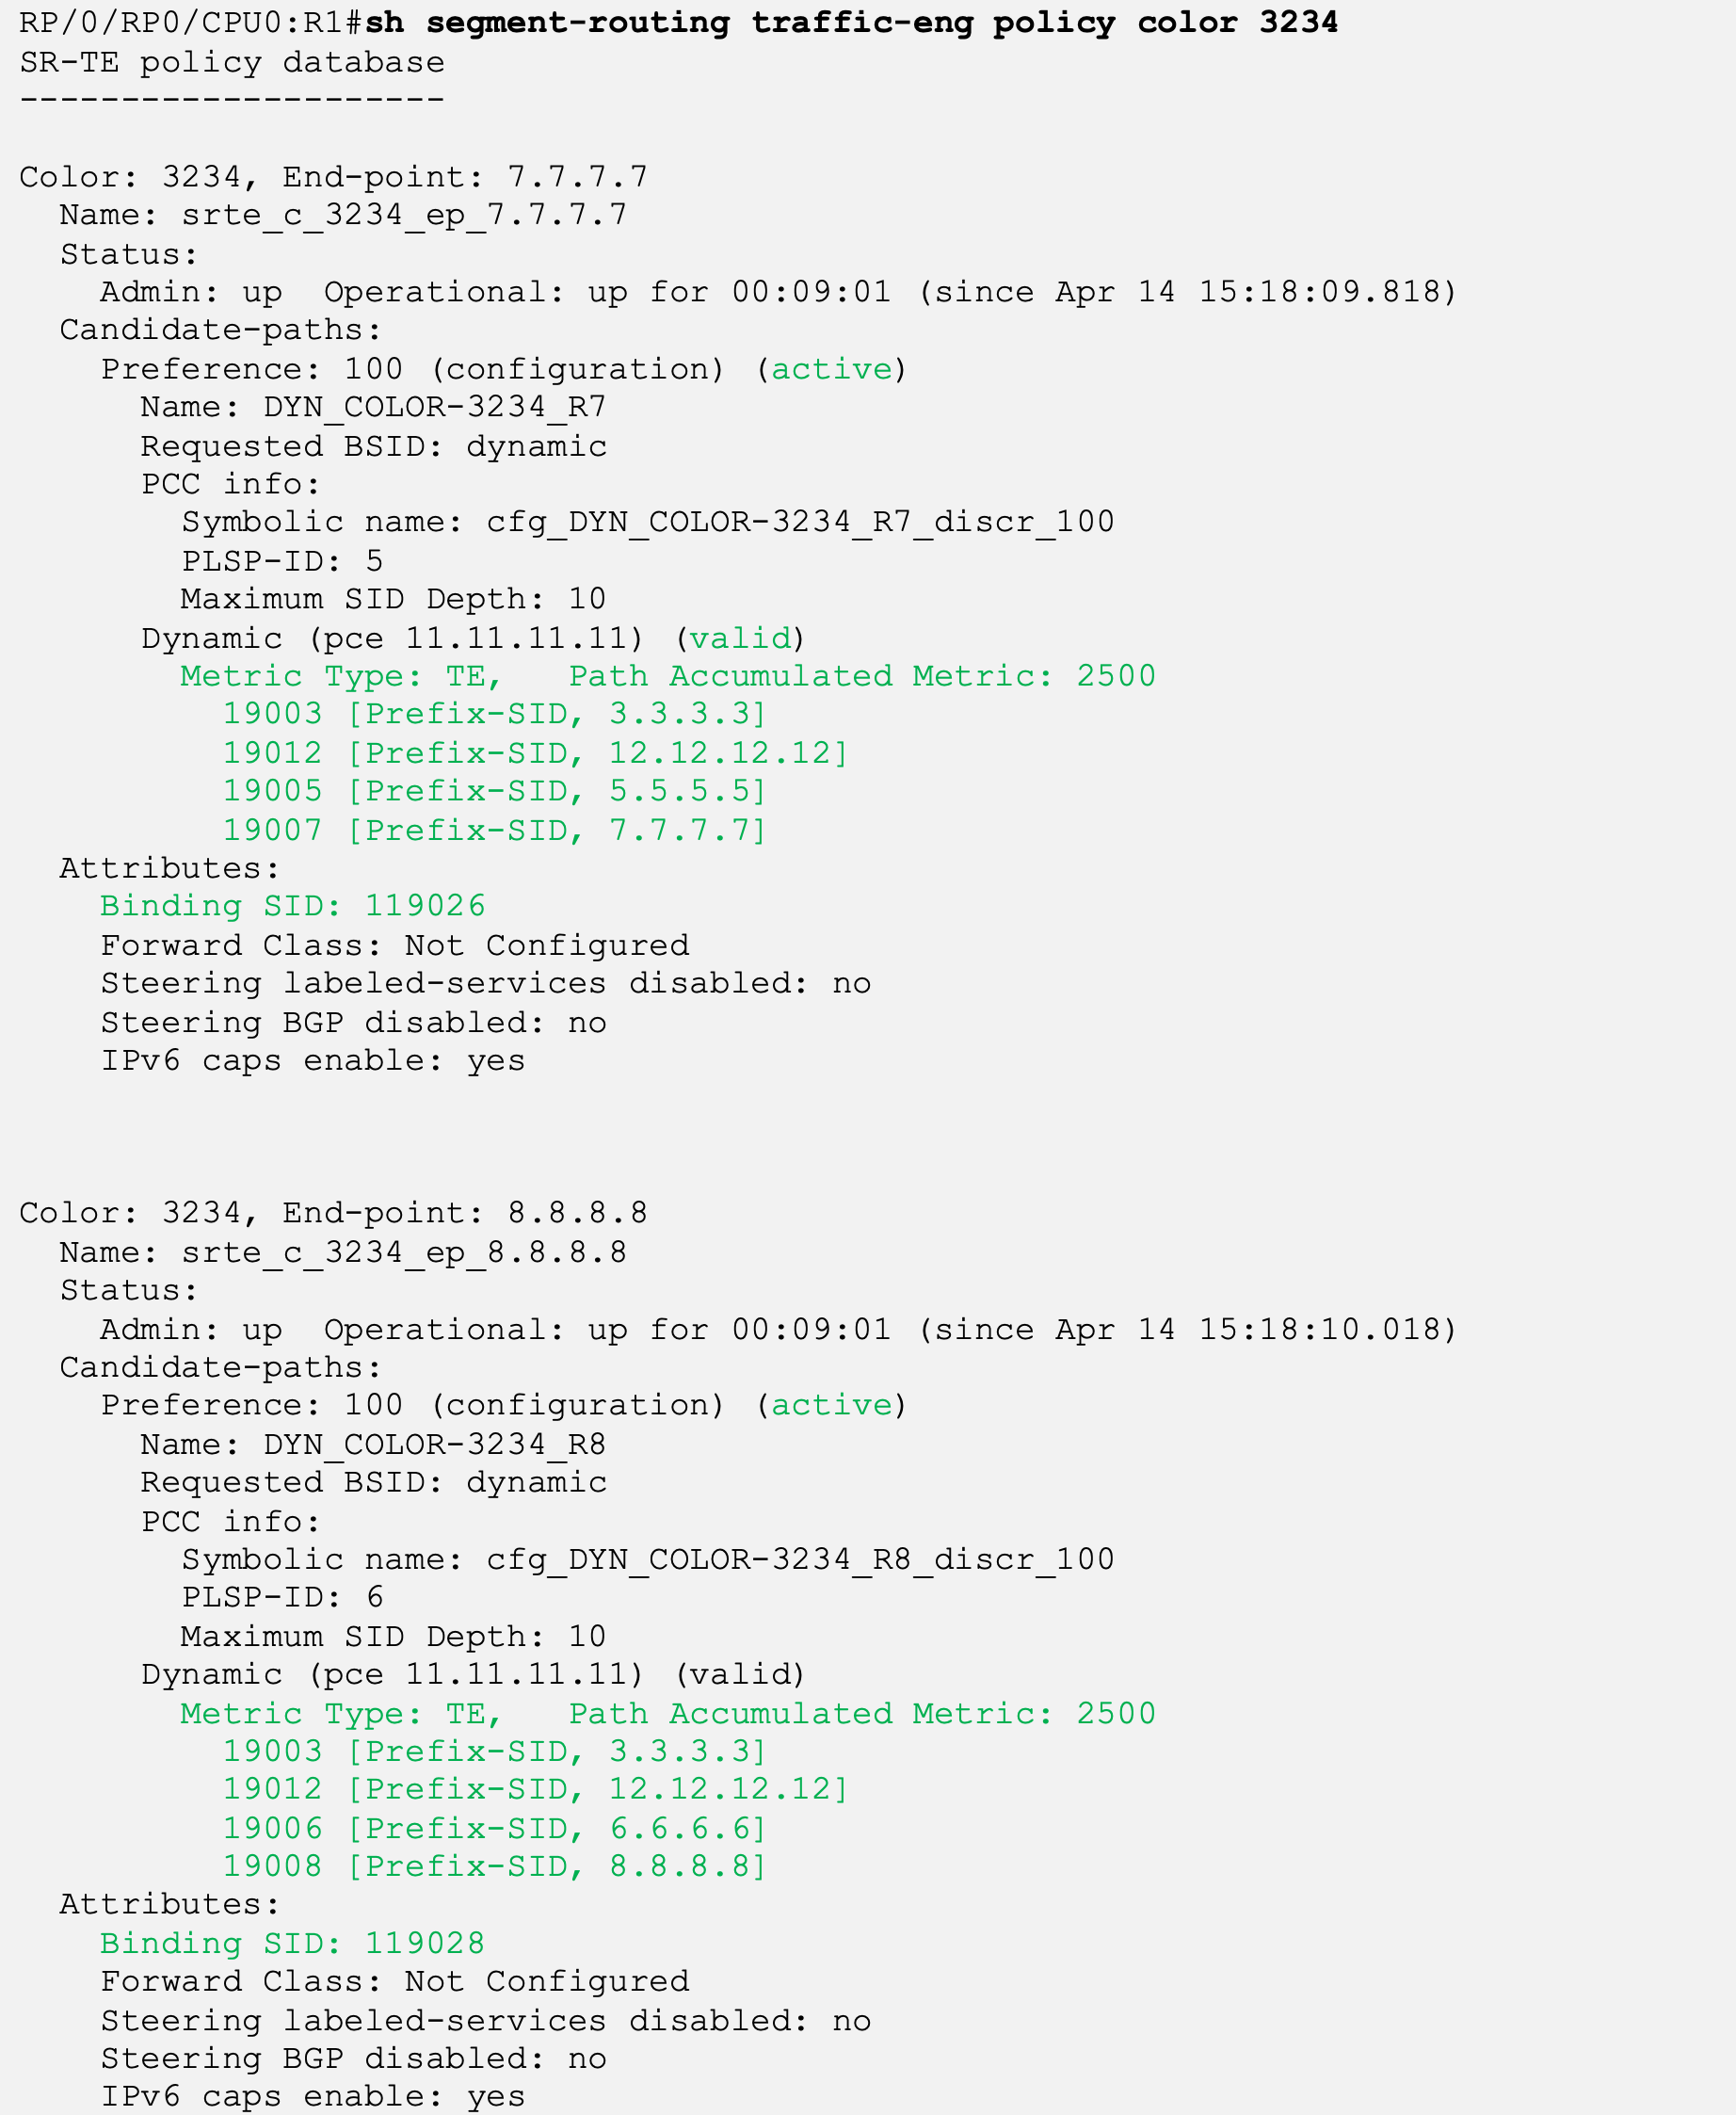 RP/0/RP0/CPU0:R1#sh segment-routing traffic-eng policy color 3234
SR-TE policy database
---------------------
Color: 3234, End-point: 7.7.7.7
Name: srte_c_3234_ep_7.7.7.7
Status:
Admin: up  Operational: up for 00:09:01 (since Apr 14 15:18:09.818)
Candidate-paths:
Preference: 100 (configuration) (active)
Name: DYN_COLOR-3234_R7
Requested BSID: dynamic
PCC info:
Symbolic name: cfg_DYN_COLOR-3234_R7_discr_100
PLSP-ID: 5
Maximum SID Depth: 10
Dynamic (pce 11.11.11.11) (valid)
Metric Type: TE,   Path Accumulated Metric: 2500
19003 [Prefix-SID, 3.3.3.3]
19012 [Prefix-SID, 12.12.12.12]
19005 [Prefix-SID, 5.5.5.5]
19007 [Prefix-SID, 7.7.7.7]
Attributes:
Binding SID: 119026
Forward Class: Not Configured
Steering labeled-services disabled: no
Steering BGP disabled: no
IPv6 caps enable: yes
Color: 3234, End-point: 8.8.8.8
Name: srte_c_3234_ep_8.8.8.8
Status:
Admin: up  Operational: up for 00:09:01 (since Apr 14 15:18:10.018)
Candidate-paths:
Preference: 100 (configuration) (active)
Name: DYN_COLOR-3234_R8
Requested BSID: dynamic
PCC info:
Symbolic name: cfg_DYN_COLOR-3234_R8_discr_100
PLSP-ID: 6
Maximum SID Depth: 10
Dynamic (pce 11.11.11.11) (valid)
Metric Type: TE,   Path Accumulated Metric: 2500
19003 [Prefix-SID, 3.3.3.3]
19012 [Prefix-SID, 12.12.12.12]
19006 [Prefix-SID, 6.6.6.6]
19008 [Prefix-SID, 8.8.8.8]
Attributes:
Binding SID: 119028
Forward Class: Not Configured
Steering labeled-services disabled: no
Steering BGP disabled: no
IPv6 caps enable: yes